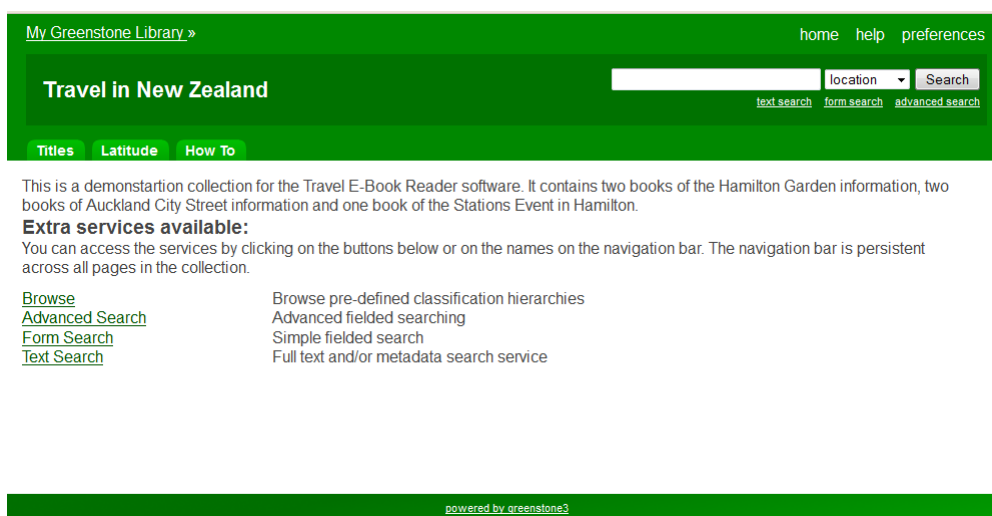 My Greenstone Library » home help preferences
Travel in New Zealand
location Search
text search form search advanced search
Titles Latitude How To
This is a demonstartion collection for the Travel E-Book Reader software. It contains two books of the Hamilton Garden information, two
books of Auckland City Street information and one book of the Stations Event in Hamilton.
Extra services available:
You can access the services by clicking on the buttons below or on the names on the navigation bar. The navigation bar is persistent
across all pages in the collection.
Browse Browse pre-defined classification hierarchies
Advanced Search Advanced fielded searching
Form Search Simple fielded search
Text Search Full text and/or metadata search service
powered by greenstone3